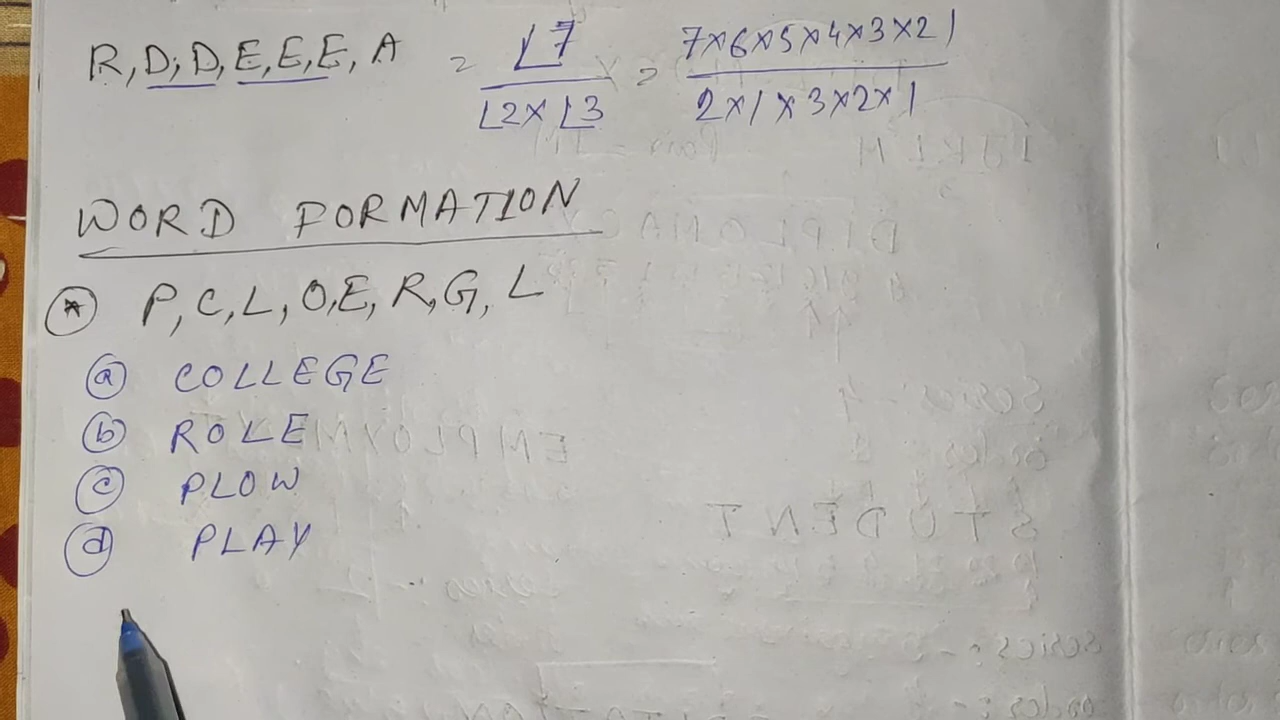 R, D, D, E, E, E, A = ⌊7 / ⌊2 × ⌊3 = 7×6×5×4×3×2 1 / 2×1×3×2×1
WORD FORMATION
* P, C, L, O, E, R, G, L
a COLLEGE
b ROLE
c PLOW
d PLAY